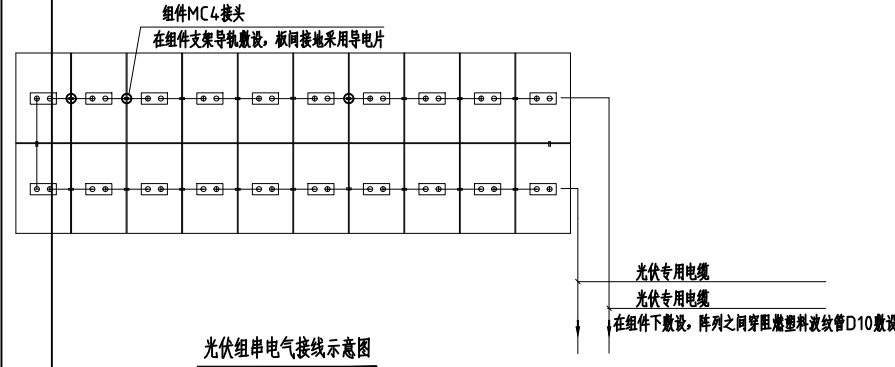 组件MC4接头
在组件支架导轨敷设，板间接地采用导电片
光伏专用电缆
光伏专用电缆
在组件下敷设，阵列之间穿阻燃塑料波纹管D10敷设
光伏组串电气接线示意图